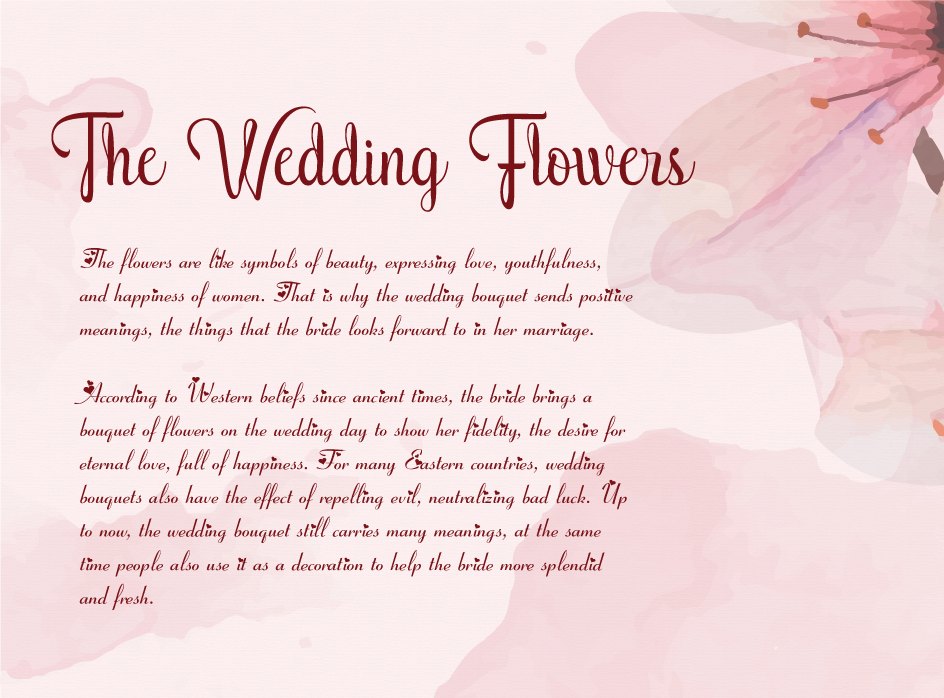 The Wedding Flowers
The flowers are like symbols of beauty, expressing love, youthfulness,
and happiness of women. That is why the wedding bouquet sends positive
meanings, the things that the bride looks forward to in her marriage.
According to Western beliefs since ancient times, the bride brings a
bouquet of flowers on the wedding day to show her fidelity, the desire for
eternal love, full of happiness. For many Eastern countries, wedding
bouquets also have the effect of repelling evil, neutralizing bad luck. Up
to now, the wedding bouquet still carries many meanings, at the same
time people also use it as a decoration to help the bride more splendid
and fresh.